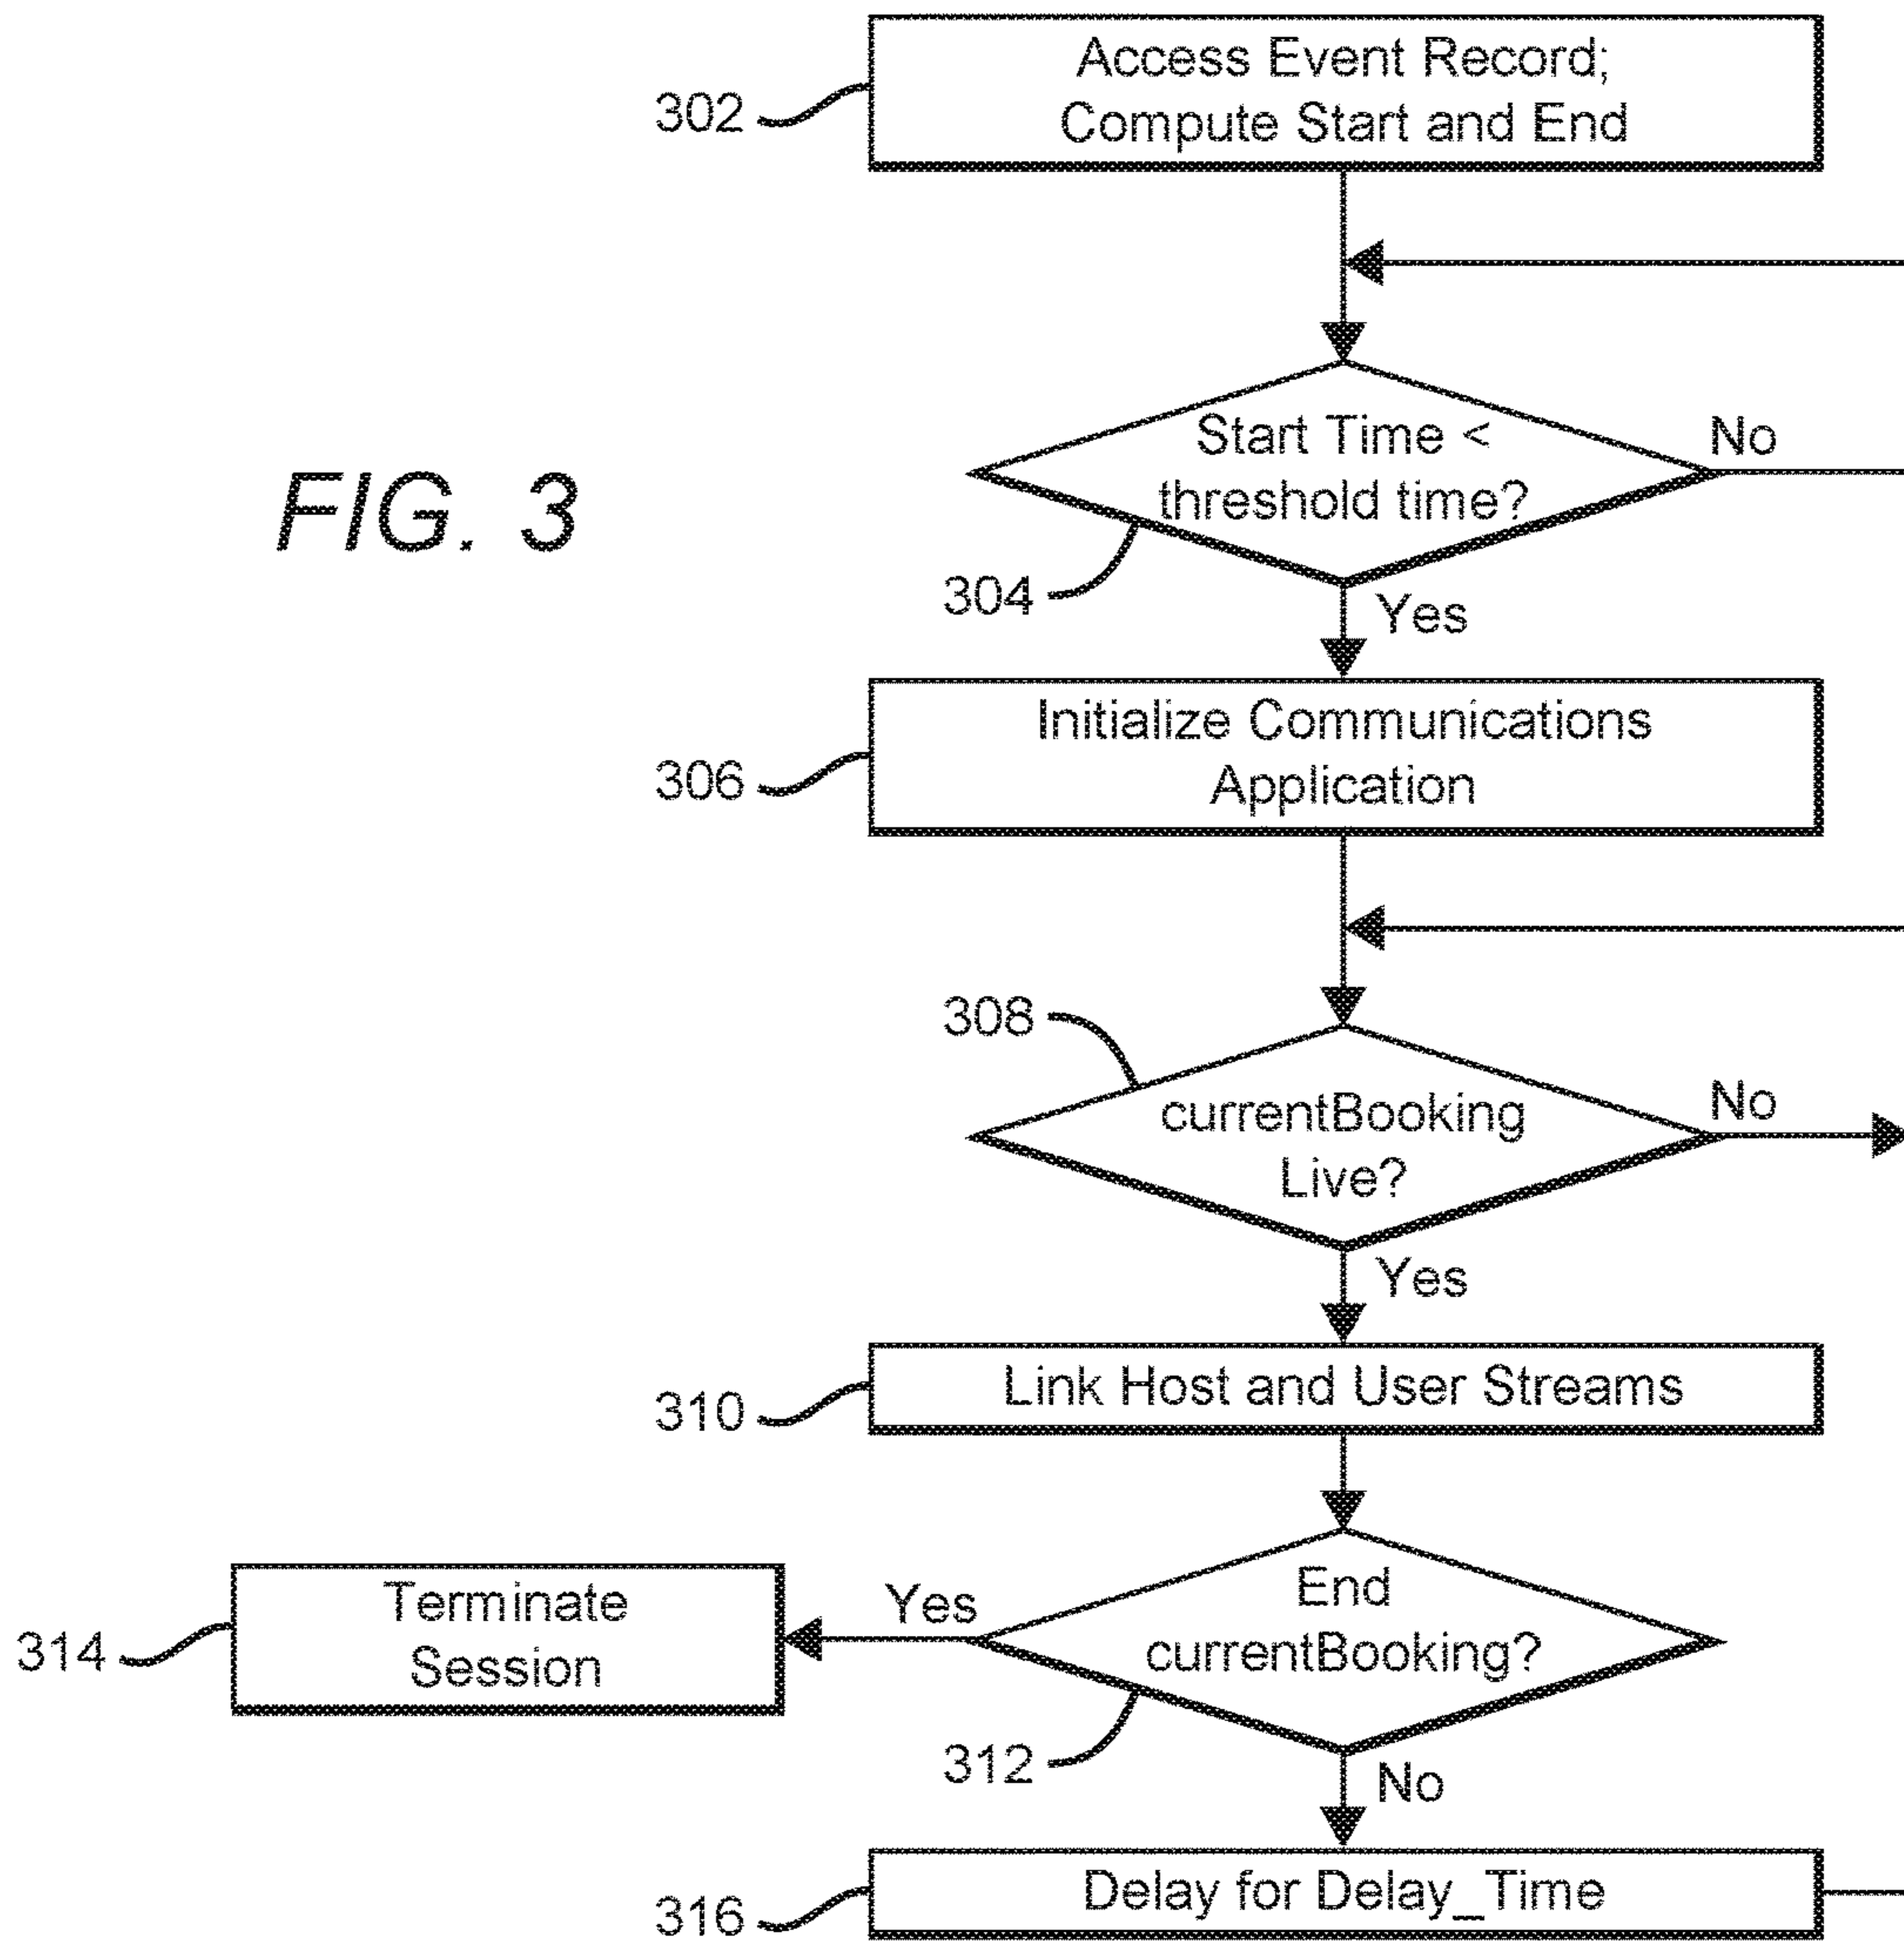 Access Event Record;
Compute Start and End
302
Start Time <
threshold time?
No
FIG. 3
304
Yes
Initialize Communications
Application
306
308
currentBooking
Live?
No
Yes
Link Host and User Streams
310
End
currentBooking?
Yes
Terminate
Session
314
312
No
Delay for Delay_Time
316